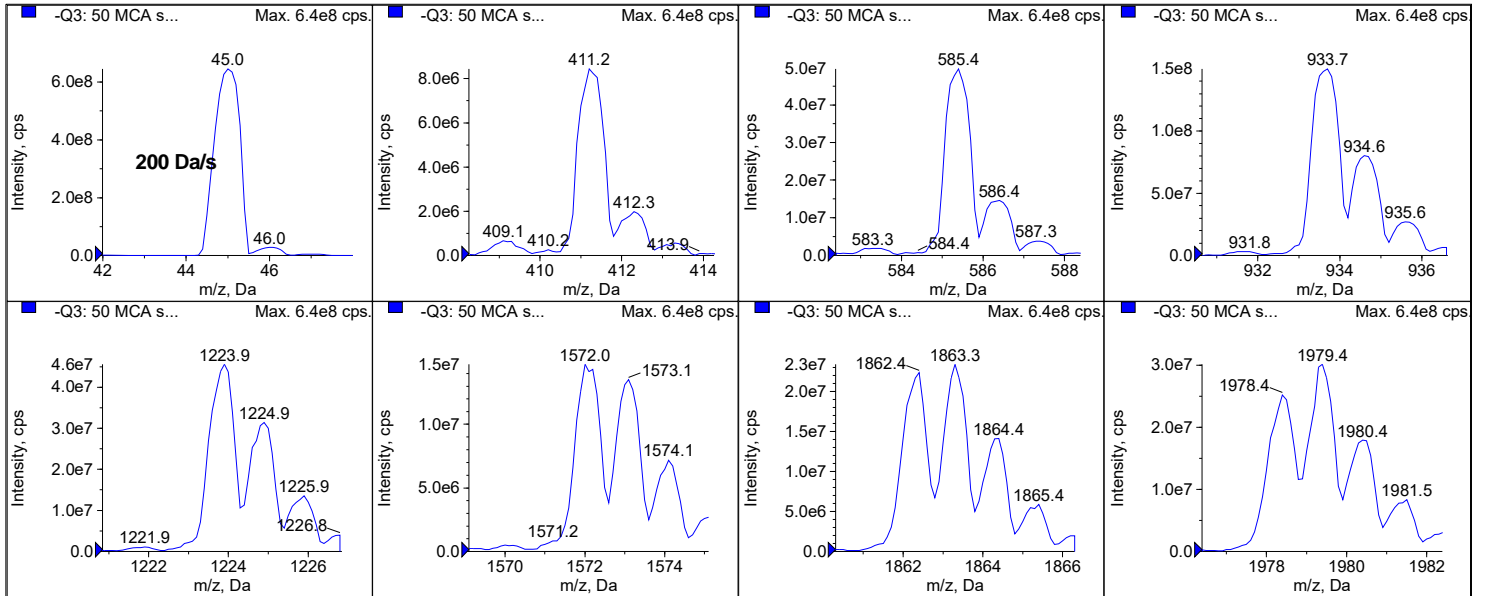 -Q3: 50 MCA s... Max. 6.4e8 cps.
45.0
6.0e8
4.0e8
200 Da/s
2.0e8
46.0
0.0
42 44 46
m/z, Da
Intensity, cps
-Q3: 50 MCA s... Max. 6.4e8 cps.
411.2
8.0e6
6.0e6
4.0e6
412.3
2.0e6
409.1 410.2 413.9
0.0
410 412 414
m/z, Da
Intensity, cps
-Q3: 50 MCA s... Max. 6.4e8 cps.
5.0e7
585.4
4.0e7
3.0e7
2.0e7
586.4
1.0e7
583.3 584.4 587.3
0.0
584 586 588
m/z, Da
Intensity, cps
-Q3: 50 MCA s... Max. 6.4e8 cps.
1.5e8
933.7
1.0e8
934.6
5.0e7
935.6
931.8
0.0
932 934 936
m/z, Da
Intensity, cps
-Q3: 50 MCA s... Max. 6.4e8 cps.
4.6e7
1223.9
4.0e7
1224.9
3.0e7
2.0e7
1225.9
1.0e7
1221.9 1226.8
0.0
1222 1224 1226
m/z, Da
Intensity, cps
-Q3: 50 MCA s... Max. 6.4e8 cps.
1.5e7
1572.0
1573.1
1.0e7
1574.1
5.0e6
1571.2
0.0
1570 1572 1574
m/z, Da
Intensity, cps
-Q3: 50 MCA s... Max. 6.4e8 cps.
2.3e7
1862.4 1863.3
2.0e7
1.5e7
1864.4
1.0e7
1865.4
5.0e6
0.0
1862 1864 1866
m/z, Da
Intensity, cps
-Q3: 50 MCA s... Max. 6.4e8 cps.
3.0e7
1979.4
1978.4
2.0e7
1980.4
1.0e7
1981.5
0.0
1978 1980 1982
m/z, Da
Intensity, cps